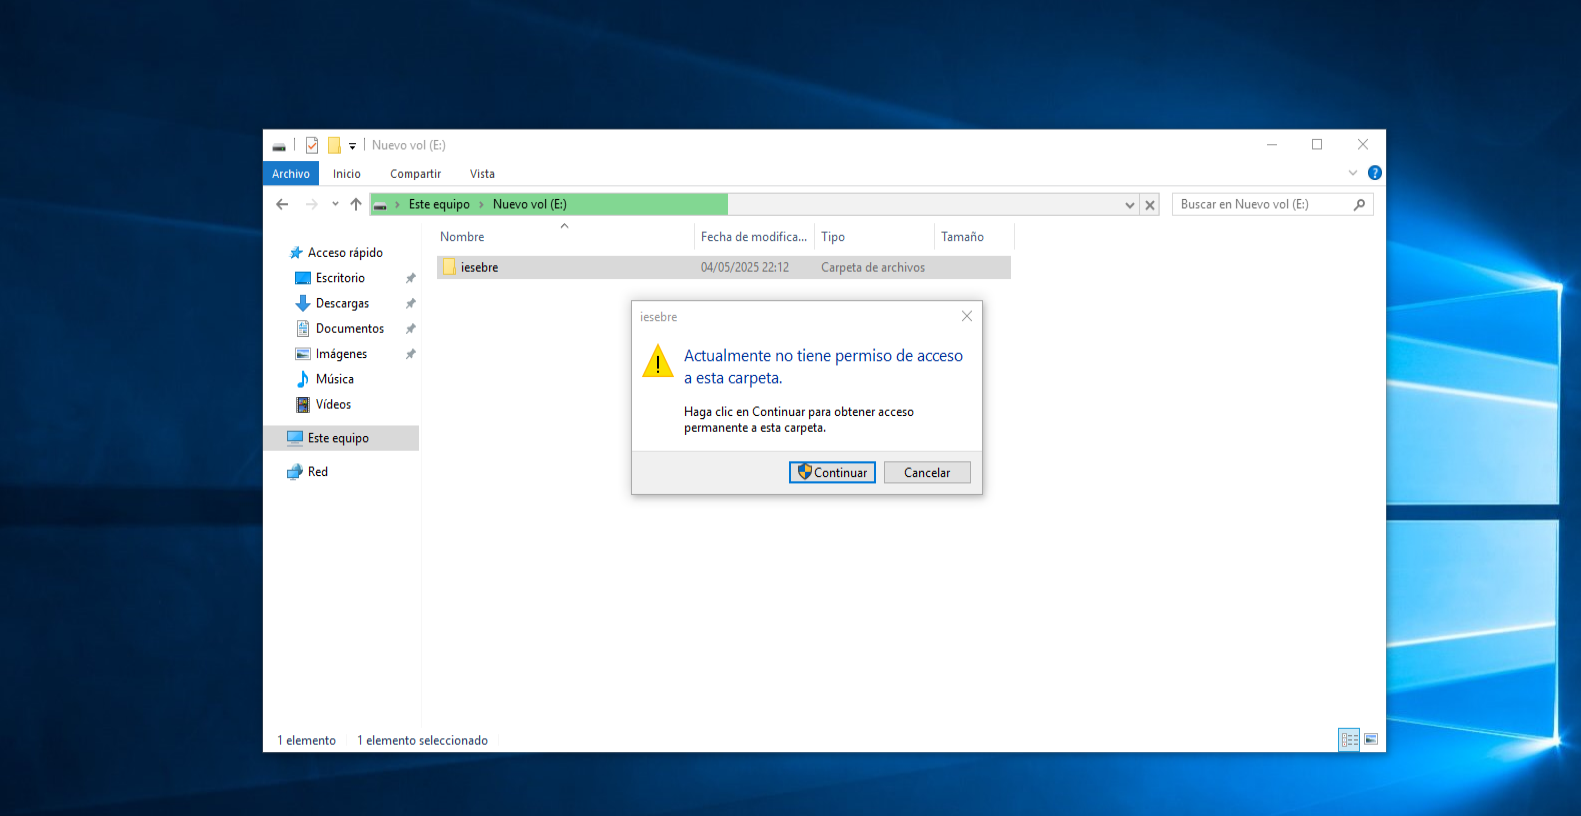 Nuevo vol (E:)
Archivo Inicio Compartir Vista
Este equipo Nuevo vol (E:) Buscar en Nuevo vol (E:)
Nombre Fecha de modifica... Tipo Tamaño
iesebre 04/05/2025 22:12 Carpeta de archivos
Acceso rápido
Escritorio
Descargas
Documentos
Imágenes
Música
Vídeos
Este equipo
Red
iesebre
Actualmente no tiene permiso de acceso
a esta carpeta.
Haga clic en Continuar para obtener acceso
permanente a esta carpeta.
Continuar Cancelar
1 elemento 1 elemento seleccionado